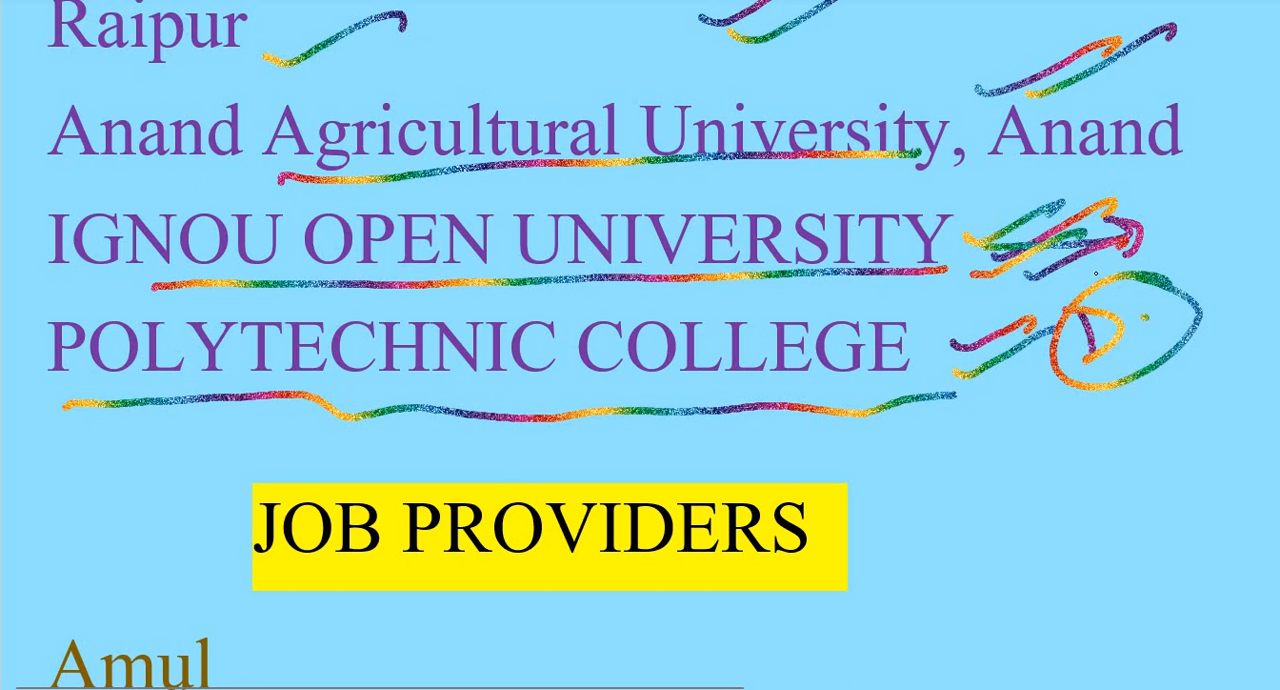 Raipur
Anand Agricultural University, Anand
IGNOU OPEN UNIVERSITY
POLYTECHNIC COLLEGE
JOB PROVIDERS
Amul